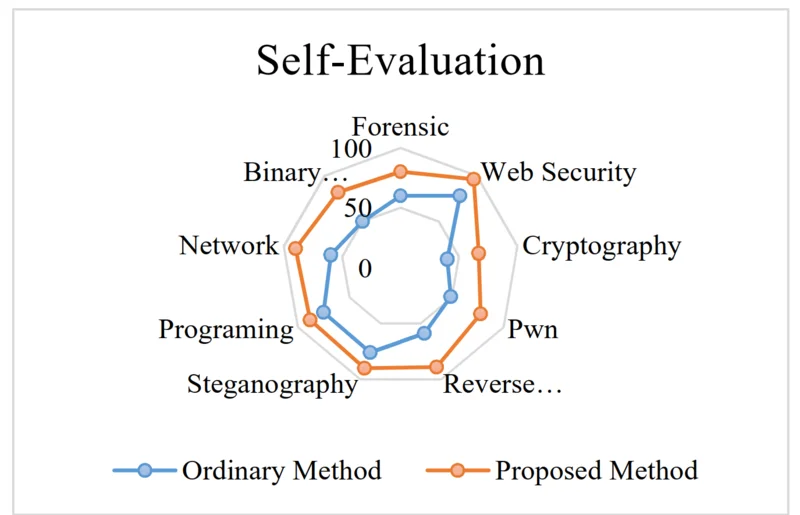 Self-Evaluation
Forensic
100
Binary…
Web Security
50
Network
Cryptography
0
Programing
Pwn
Steganography
Reverse…
Ordinary Method
Proposed Method